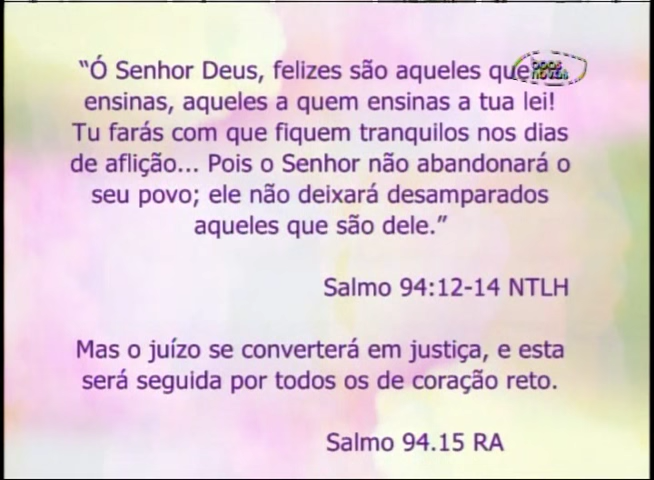 “Ó Senhor Deus, felizes são aqueles que
ensinas, aqueles a quem ensinas a tua lei!
Tu farás com que fiquem tranquilos nos dias
de aflição... Pois o Senhor não abandonará o
seu povo; ele não deixará desamparados
aqueles que são dele.”
Salmo 94:12-14 NTLH
Mas o juízo se converterá em justiça, e esta
será seguida por todos os de coração reto.
Salmo 94.15 RA